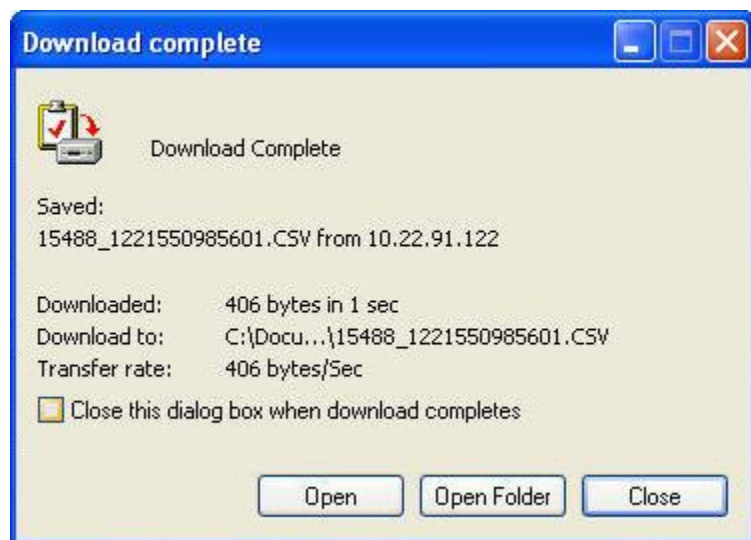 Download complete
Download Complete
Saved:
15488_1221550985601.CSV from 10.22.91.122
Downloaded: 406 bytes in 1 sec
Download to: C:\Docu...\15488_1221550985601.CSV
Transfer rate: 406 bytes/Sec
Close this dialog box when download completes
Open Open Folder Close